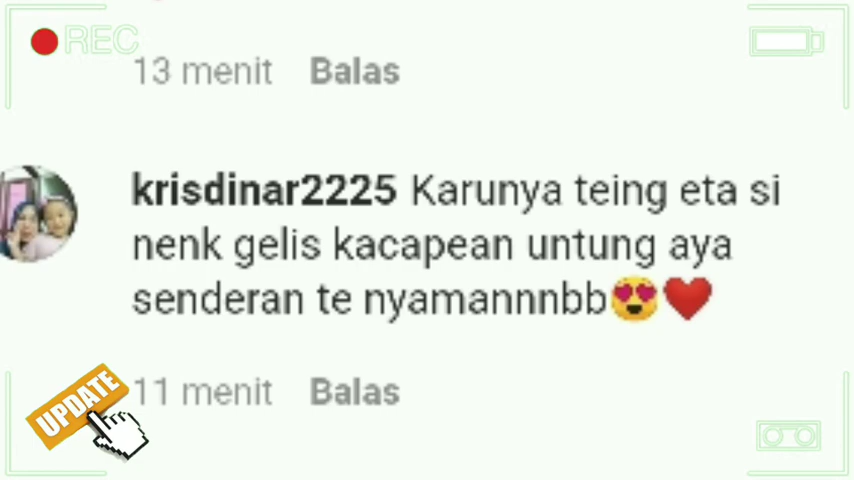 REC
13 menit Balas
krisdinar2225 Karunya teing eta si
nenk gelis kacapean untung aya
senderan te nyamannnbb😍❤️
UPDATE
11 menit Balas